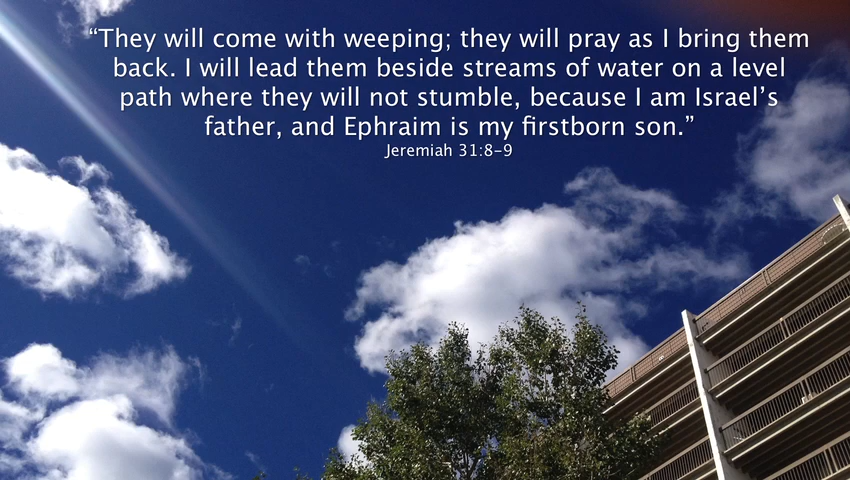 “They will come with weeping; they will pray as I bring them
back. I will lead them beside streams of water on a level
path where they will not stumble, because I am Israel’s
father, and Ephraim is my firstborn son.”
Jeremiah 31:8-9